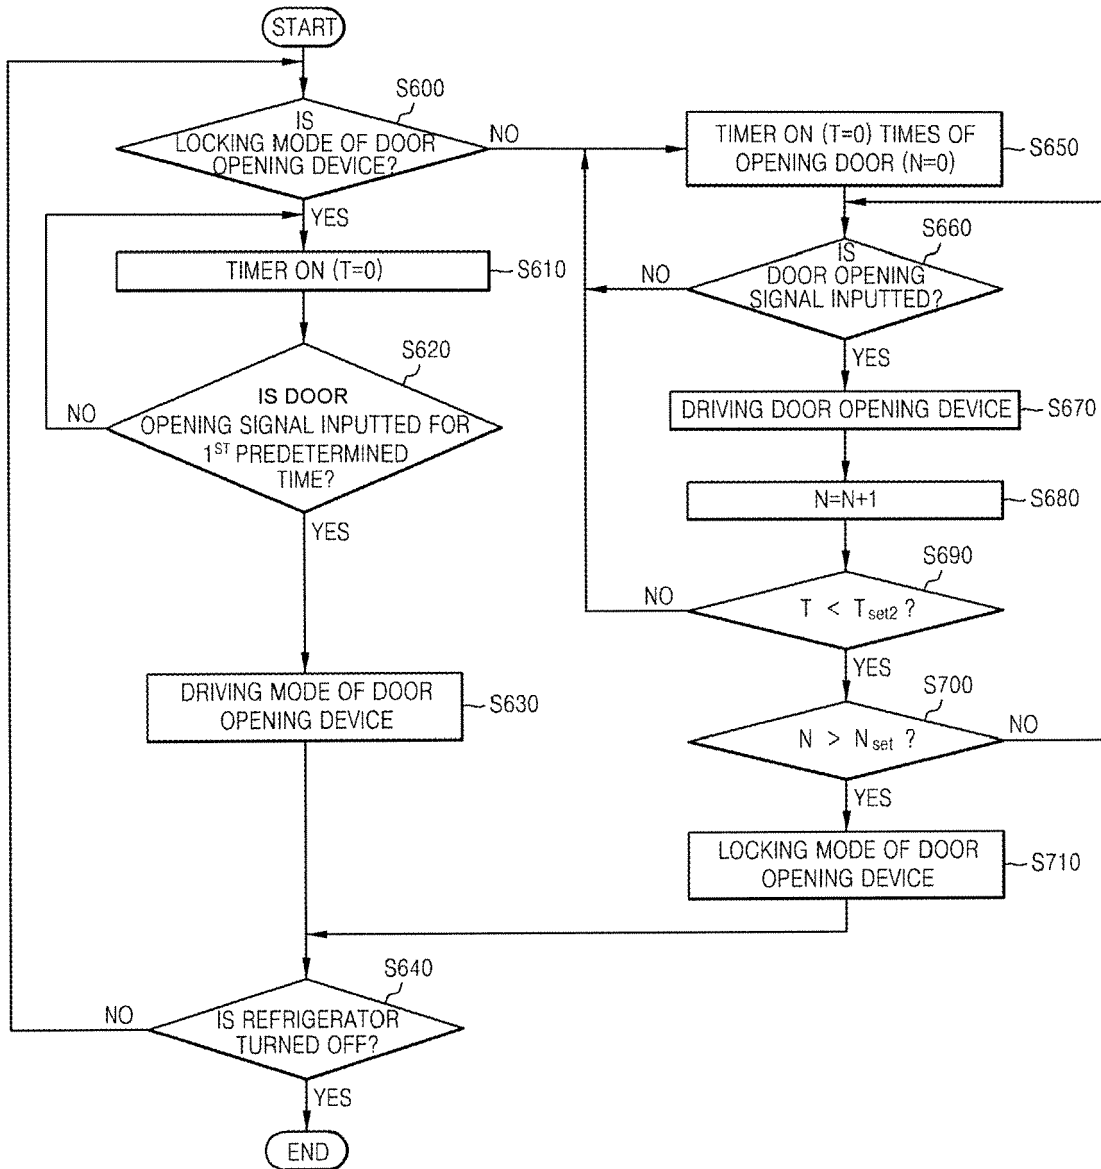 START
S600
IS
LOCKING MODE OF DOOR
OPENING DEVICE?
NO
YES
TIMER ON (T=0)
S610
S620
IS DOOR
OPENING SIGNAL INPUTTED FOR
1ST PREDETERMINED
TIME?
NO
YES
DRIVING MODE OF DOOR
OPENING DEVICE
S630
TIMER ON (T=0) TIMES OF
OPENING DOOR (N=0)
S650
S660
IS
DOOR OPENING
SIGNAL INPUTTED?
NO
YES
DRIVING DOOR OPENING DEVICE
S670
N=N+1
S680
S690
T < Tset2 ?
NO
YES
S700
N > Nset ?
NO
YES
LOCKING MODE OF DOOR
OPENING DEVICE
S710
S640
IS REFRIGERATOR
TURNED OFF?
NO
YES
END